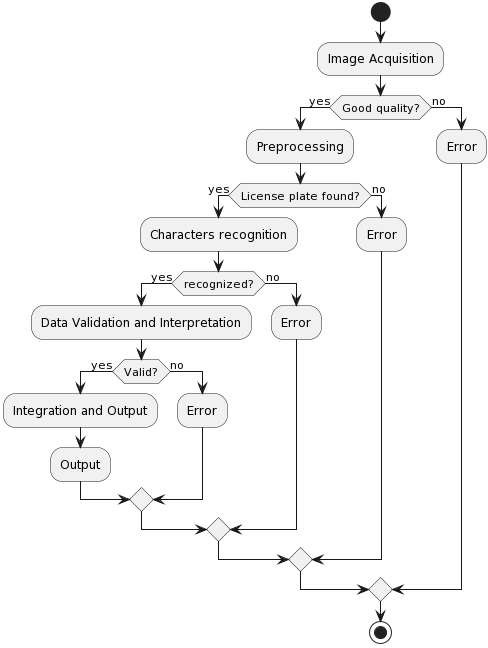 Image Acquisition
yes
Good quality?
no
Preprocessing
Error
yes
License plate found?
no
Characters recognition
Error
yes
recognized?
no
Data Validation and Interpretation
Error
yes
Valid?
no
Integration and Output
Error
Output